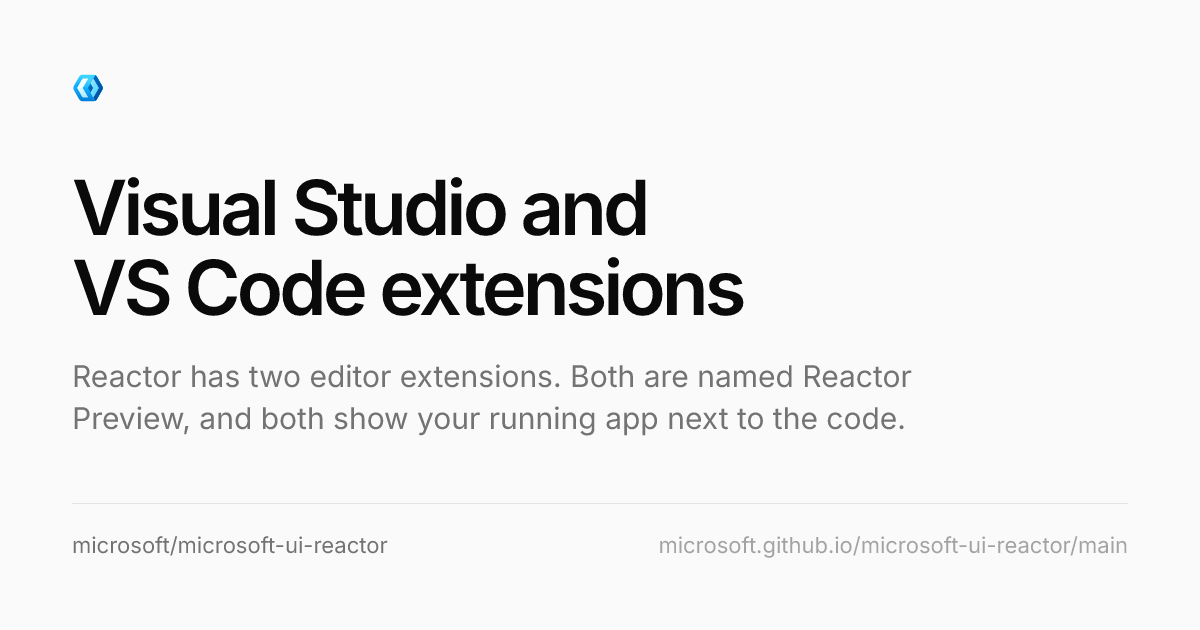 Visual Studio and
VS Code extensions
Reactor has two editor extensions. Both are named Reactor
Preview, and both show your running app next to the code.
microsoft/microsoft-ui-reactor
microsoft.github.io/microsoft-ui-reactor/main